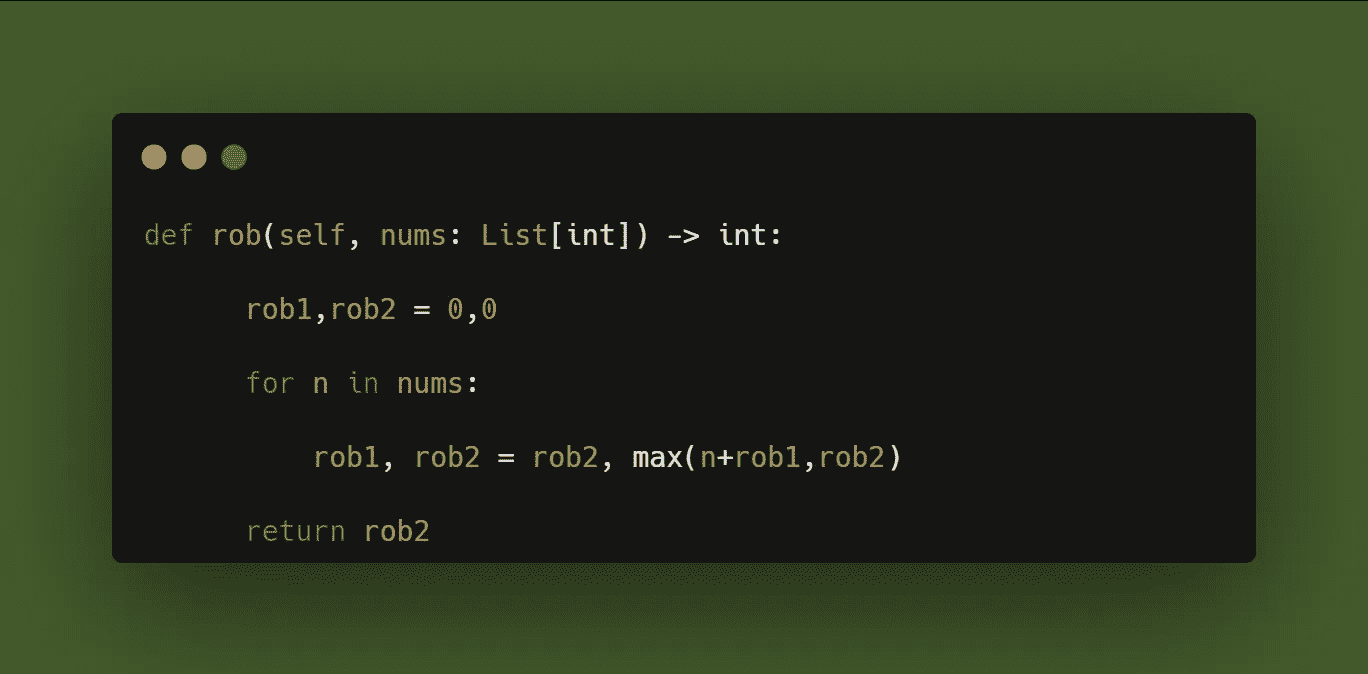 def rob(self, nums: List[int]) -> int:
rob1,rob2 = 0,0
for n in nums:
rob1, rob2 = rob2, max(n+rob1,rob2)
return rob2